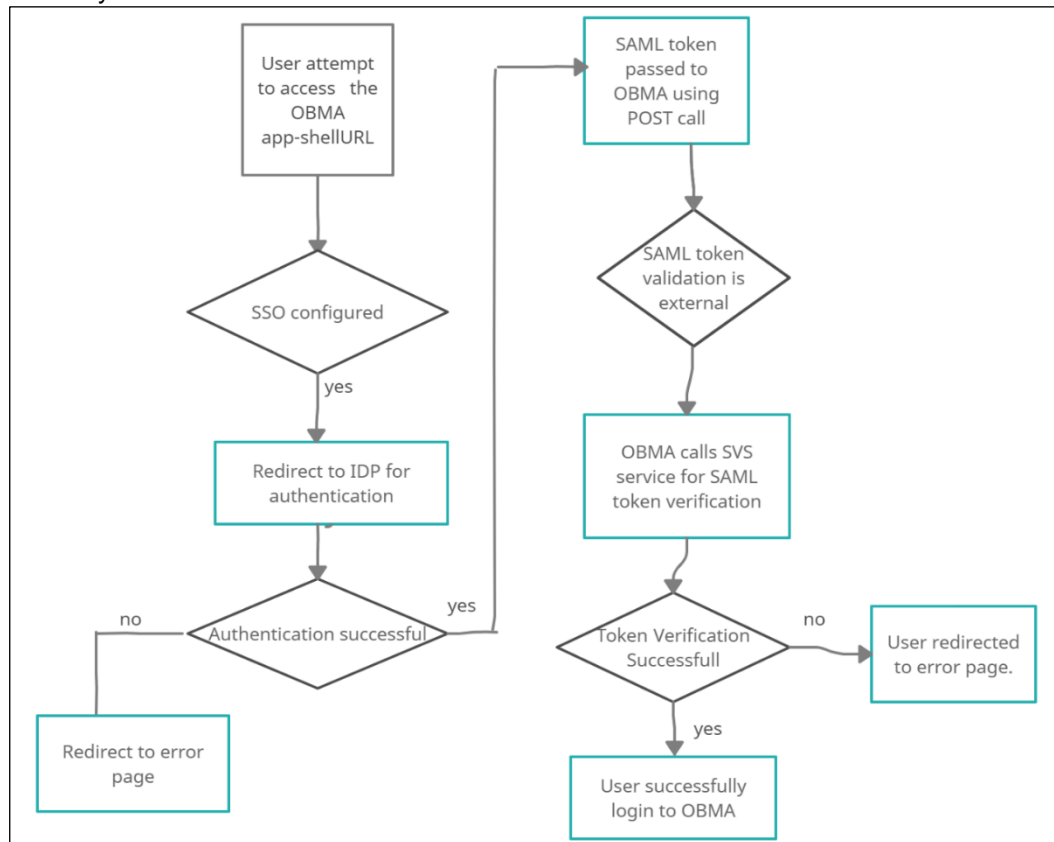 User attempt
to access the
OBMA
app-shellURL
SSO configured
yes
Redirect to IDP for
authentication
Authentication successful
no
yes
Redirect to error
page
SAML token
passed to
OBMA using
POST call
SAML token
validation is
external
OBMA calls SVS
service for SAML
token verification
Token Verification
Successfull
no
User redirected
to error page.
yes
User successfully
login to OBMA